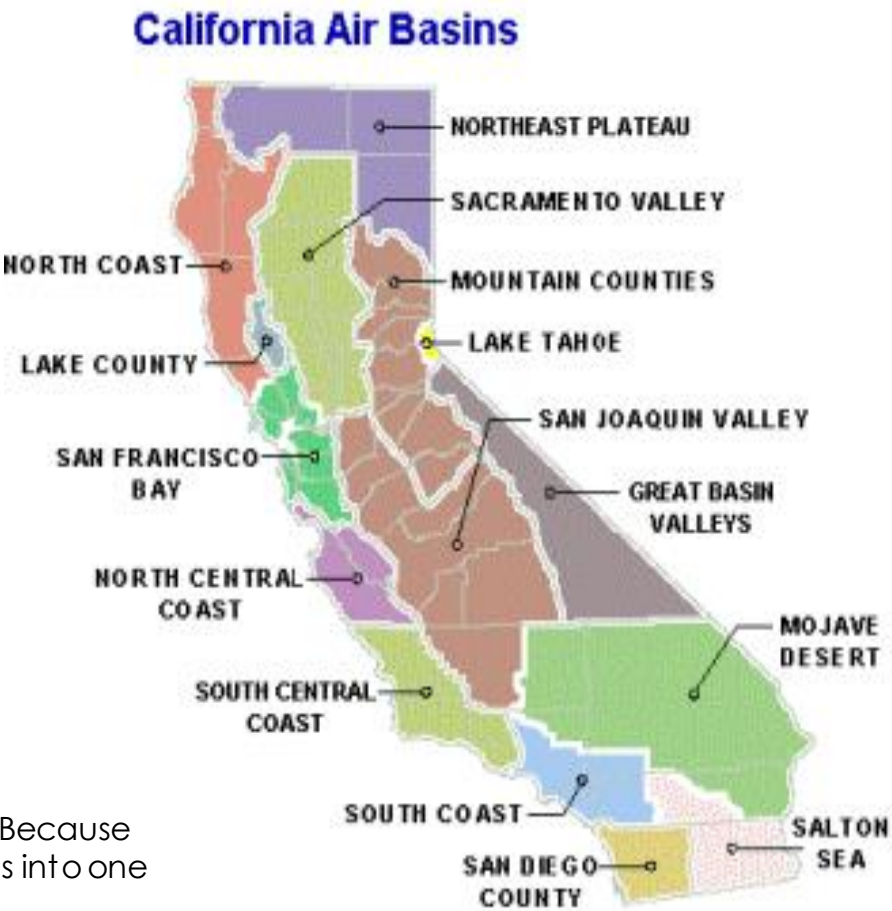 California Air Basins
NORTHEAST PLATEAU
SACRAMENTO VALLEY
NORTH COAST
MOUNTAIN COUNTIES
LAKE TAHOE
LAKE COUNTY
SAN JOAQUIN VALLEY
SAN FRANCISCO
BAY
GREAT BASIN
VALLEYS
NORTH CENTRAL
COAST
MOJAVE
DESERT
SOUTH CENTRAL
COAST
SOUTH COAST
SALTON
SEA
SAN DIEGO
COUNTY
Because
s into one